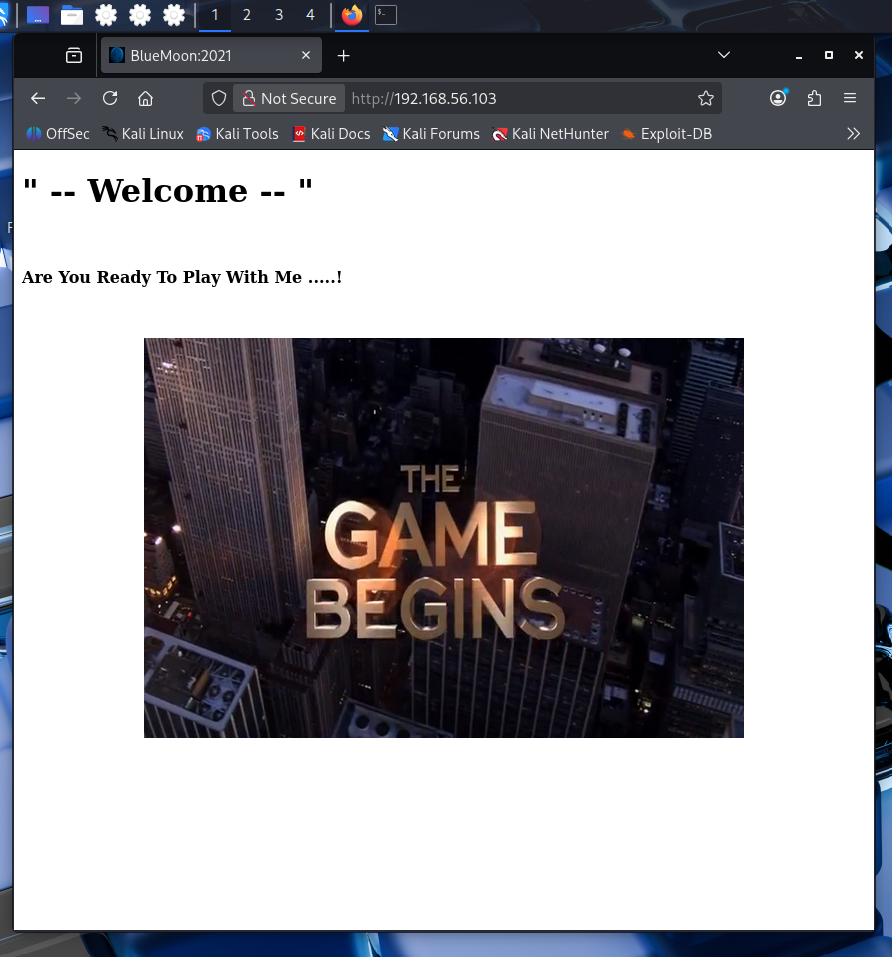 1 2 3 4
BlueMoon:2021
Not Secure http://192.168.56.103
OffSec Kali Linux Kali Tools Kali Docs Kali Forums Kali NetHunter Exploit-DB
" -- Welcome -- "
Are You Ready To Play With Me .....!
THE
GAME
BEGINS